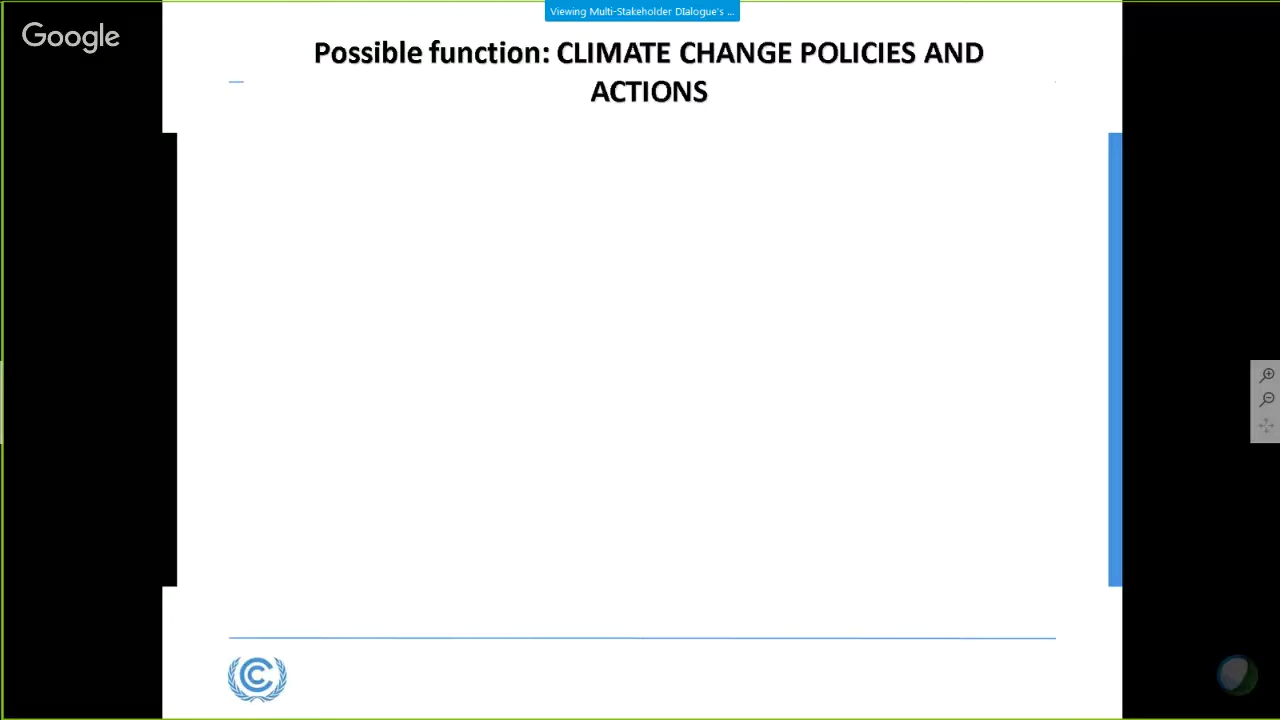 Viewing Multi-Stakeholder DIalogue's ...
Google
Possible function: CLIMATE CHANGE POLICIES AND
ACTIONS